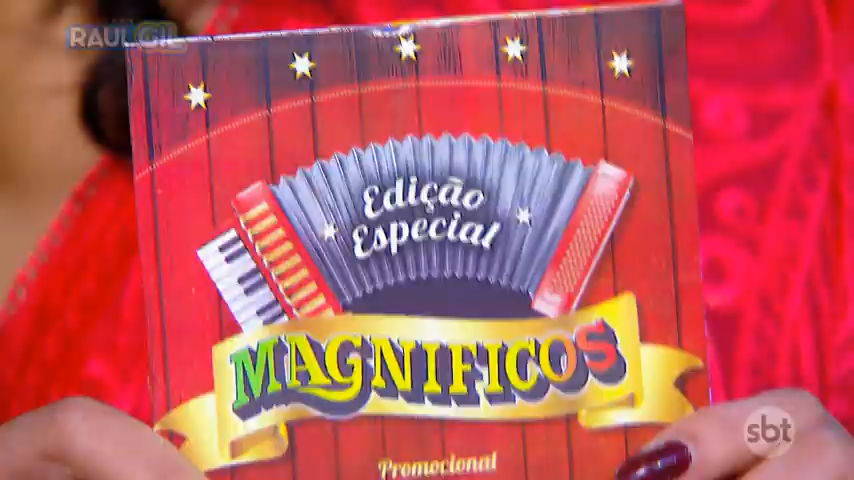 RAUL GIL
Edição
Especial
MAGNIFICOS
Promocional
sbt